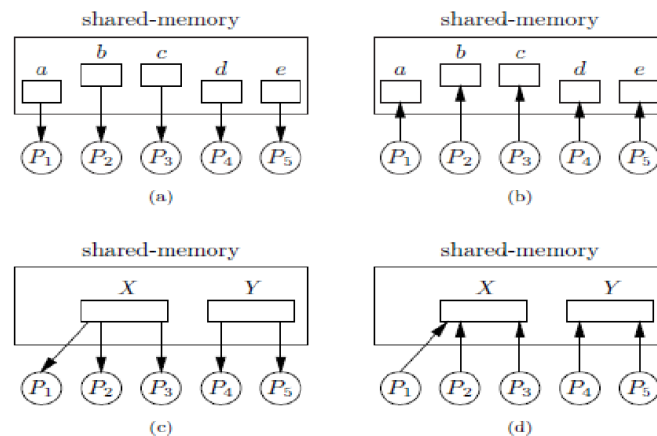 shared-memory
a b c d e
P1 P2 P3 P4 P5
(a)
shared-memory
a b c d e
P1 P2 P3 P4 P5
(b)
shared-memory
X Y
P1 P2 P3 P4 P5
(c)
shared-memory
X Y
P1 P2 P3 P4 P5
(d)